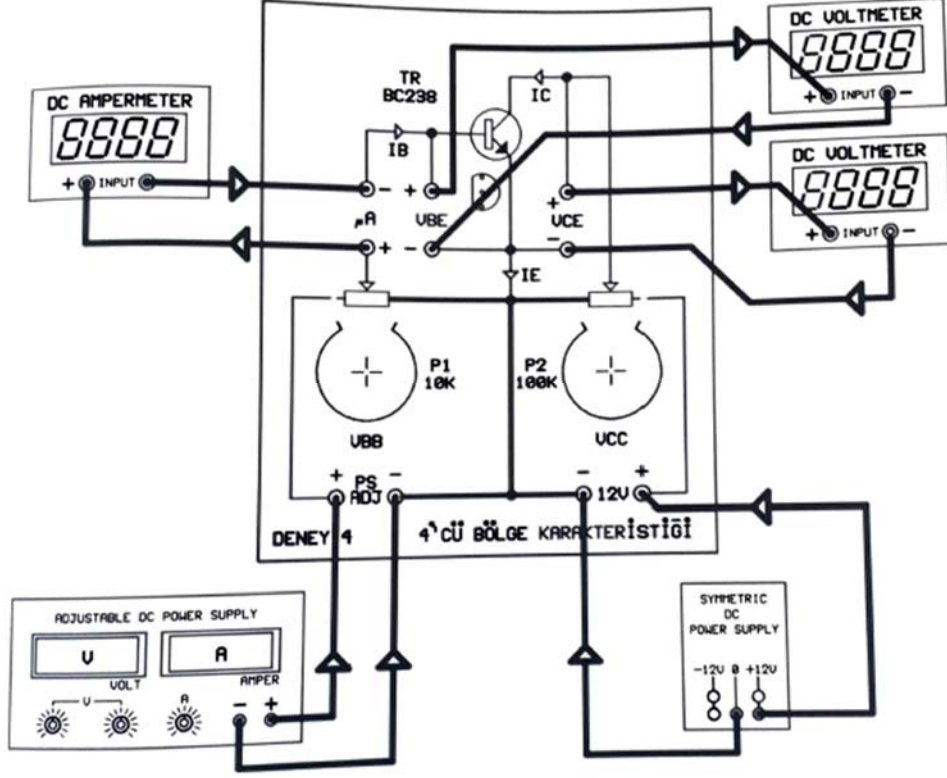 DC VOLTMETER
8888
+ INPUT -
TR
BC238
IC
DC AMPERMETER
8888
+ INPUT -
IB
DC VOLTMETER
8888
+ INPUT -
- +
+
µA VBE VCE
+ - -
IE
P1
10K
P2
100K
VBB
VCC
+ PS -
ADJ
- 12V +
DENEY 4
4'CÜ BÖLGE KARAKTERİSTİĞİ
ADJUSTABLE DC POWER SUPPLY
V A
VOLT AMPER
V A - +
SYMMETRIC
DC
POWER SUPPLY
-12V 0 +12V